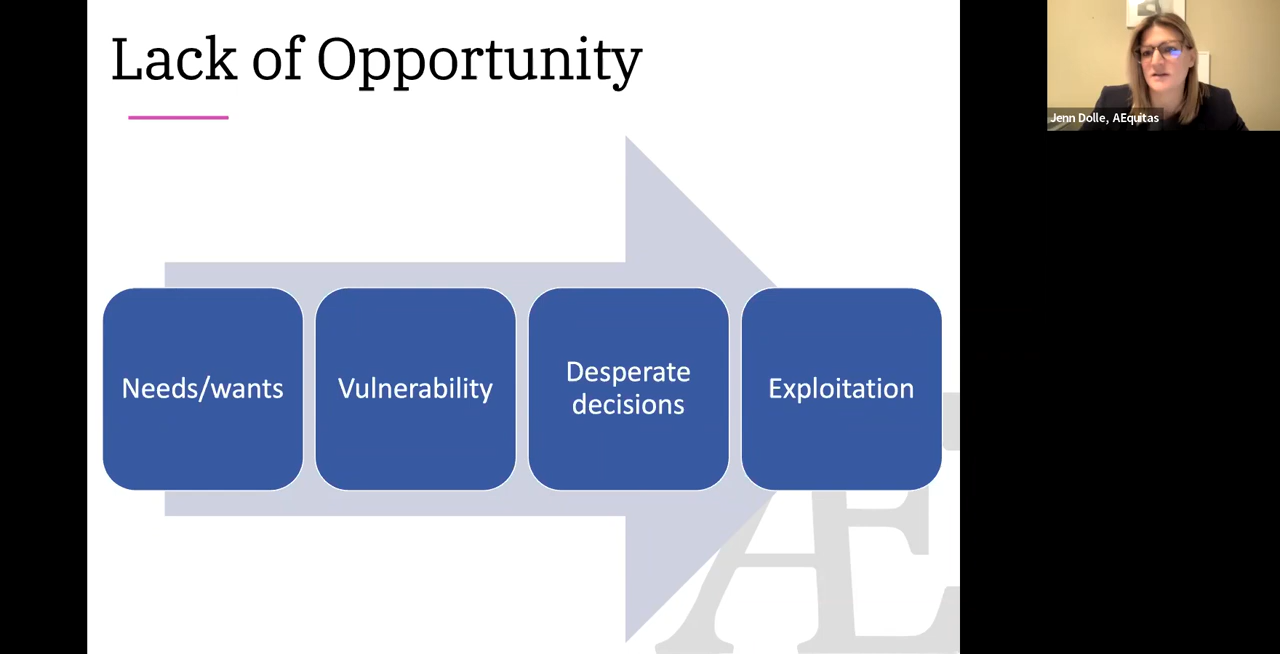 Lack of Opportunity
Needs/wants
Vulnerability
Desperate
decisions
Exploitation
Æ
Jenn Dolle, AEquitas